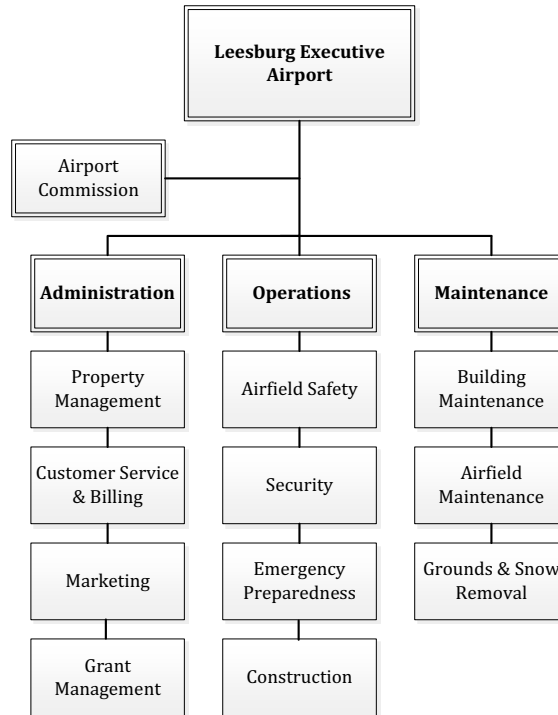 Leesburg Executive
Airport
Airport
Commission
Administration
Operations
Maintenance
Property
Management
Airfield Safety
Building
Maintenance
Customer Service
& Billing
Security
Airfield
Maintenance
Marketing
Emergency
Preparedness
Grounds & Snow
Removal
Grant
Management
Construction